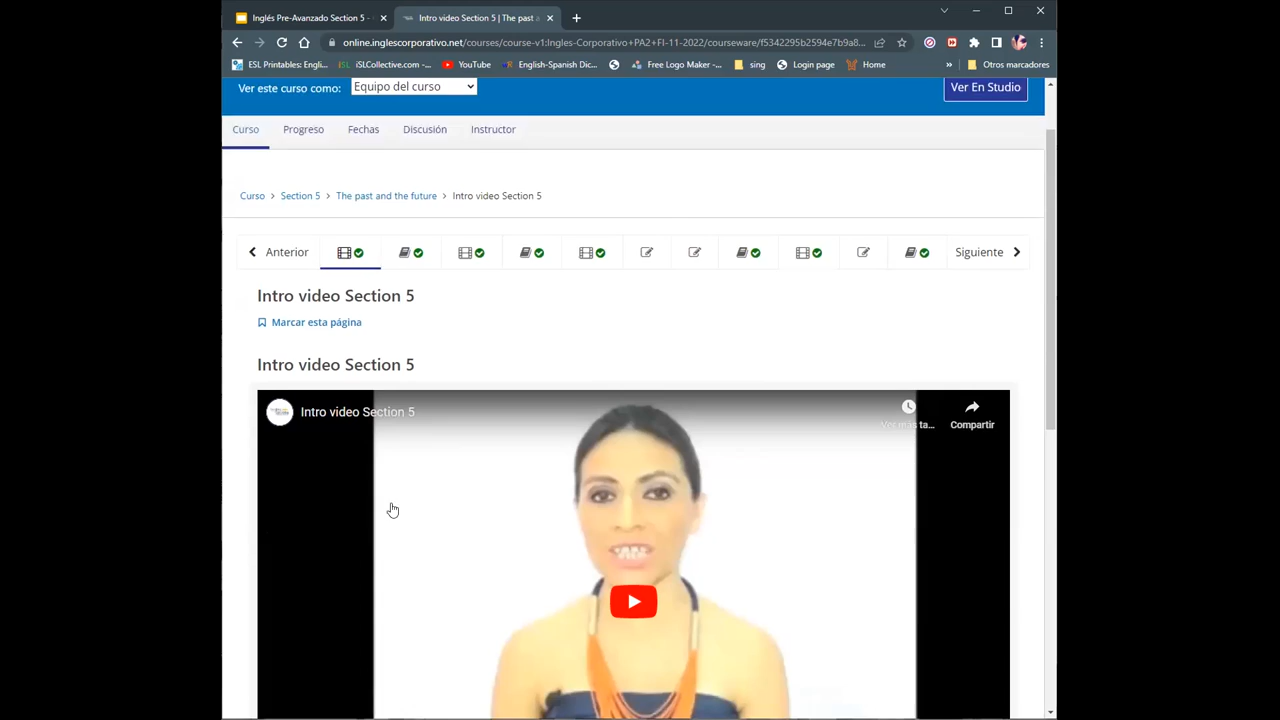 Inglés Pre-Avanzado Section 5 -
Intro video Section 5 | The past a
online.inglescorporativo.net/courses/course-v1:Ingles-Corporativo+PA2+FI-11-2022/courseware/f5342295b2594e7b9a8...
ESL Printables: Engli...
iSLCollective.com -...
YouTube
English-Spanish Dic...
Free Logo Maker -...
sing
Login page
Home
»
Otros marcadores
Ver este curso como:
Equipo del curso
Ver En Studio
Curso
Progreso
Fechas
Discusión
Instructor
Curso > Section 5 > The past and the future > Intro video Section 5
Anterior
Siguiente
Intro video Section 5
Marcar esta página
Intro video Section 5
Intro video Section 5
Ver más ta...
Compartir